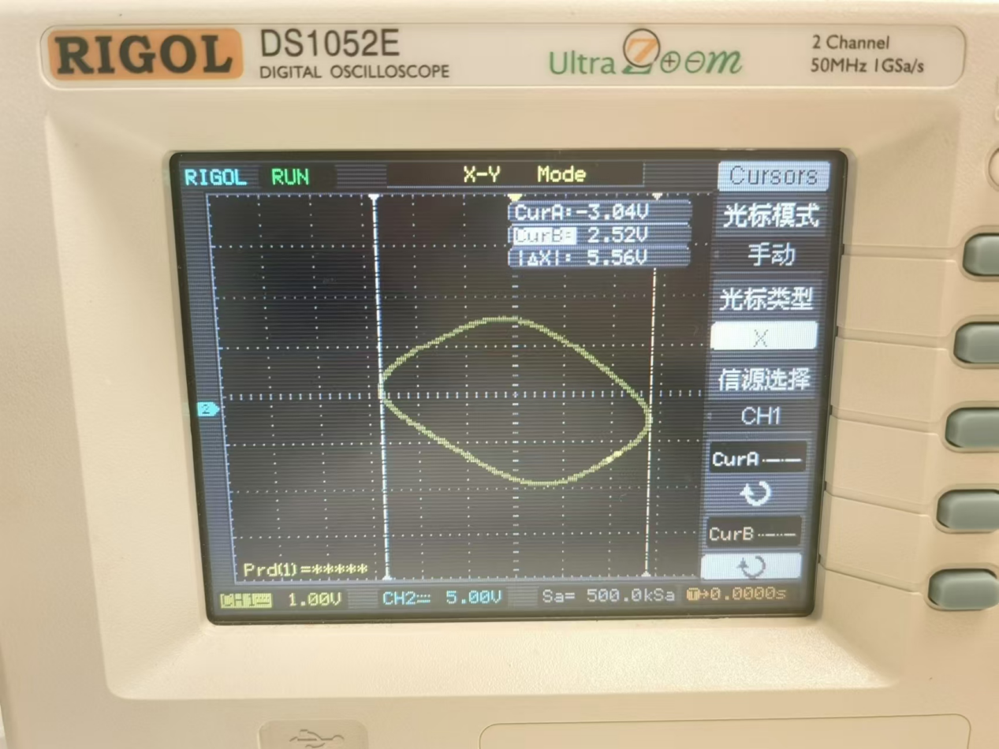 RIGOL DS1052E
DIGITAL OSCILLOSCOPE
UltraZoom
2 Channel
50MHz 1GSa/s
RIGOL RUN X-Y Mode Cursors
CurA:-3.04V
CurB= 2.52V
|ΔX|: 5.56V
光标模式
手动
光标类型
X
信源选择
CH1
CurA
CurB
2
Prd(1)=*****
CH1 1.00V CH2 5.00V Sa= 500.0kSa T→0.0000s